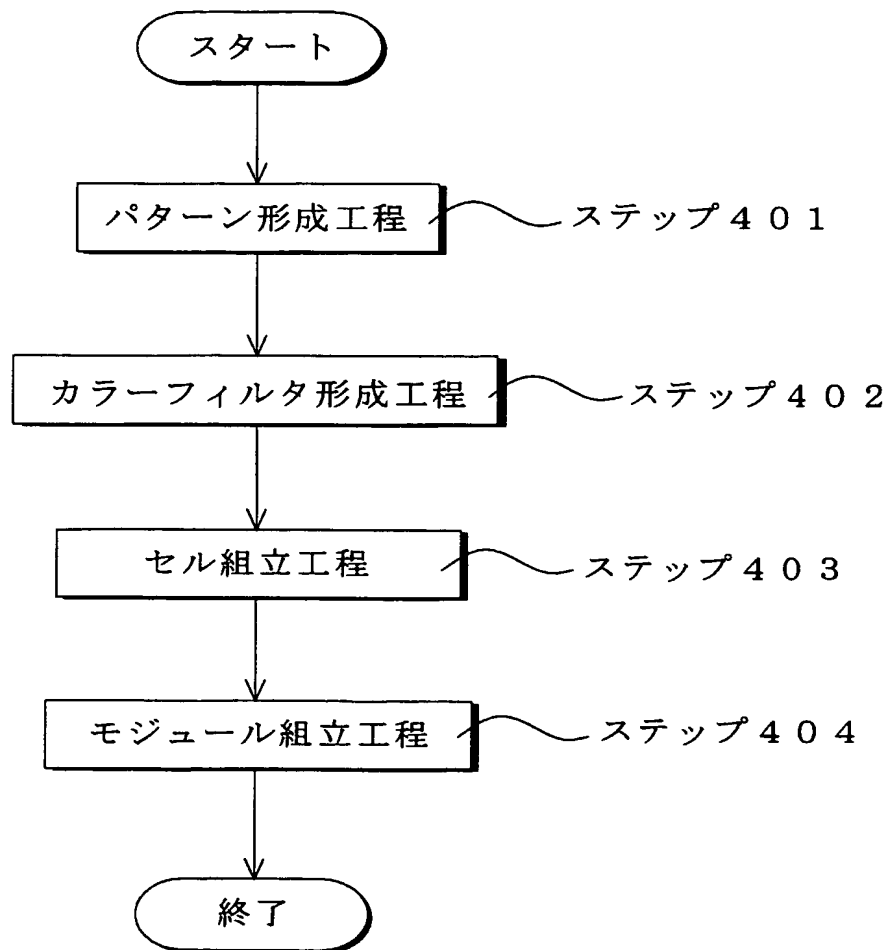 スタート
パターン形成工程
ステップ401
カラーフィルタ形成工程
ステップ402
セル組立工程
ステップ403
モジュール組立工程
ステップ404
終了